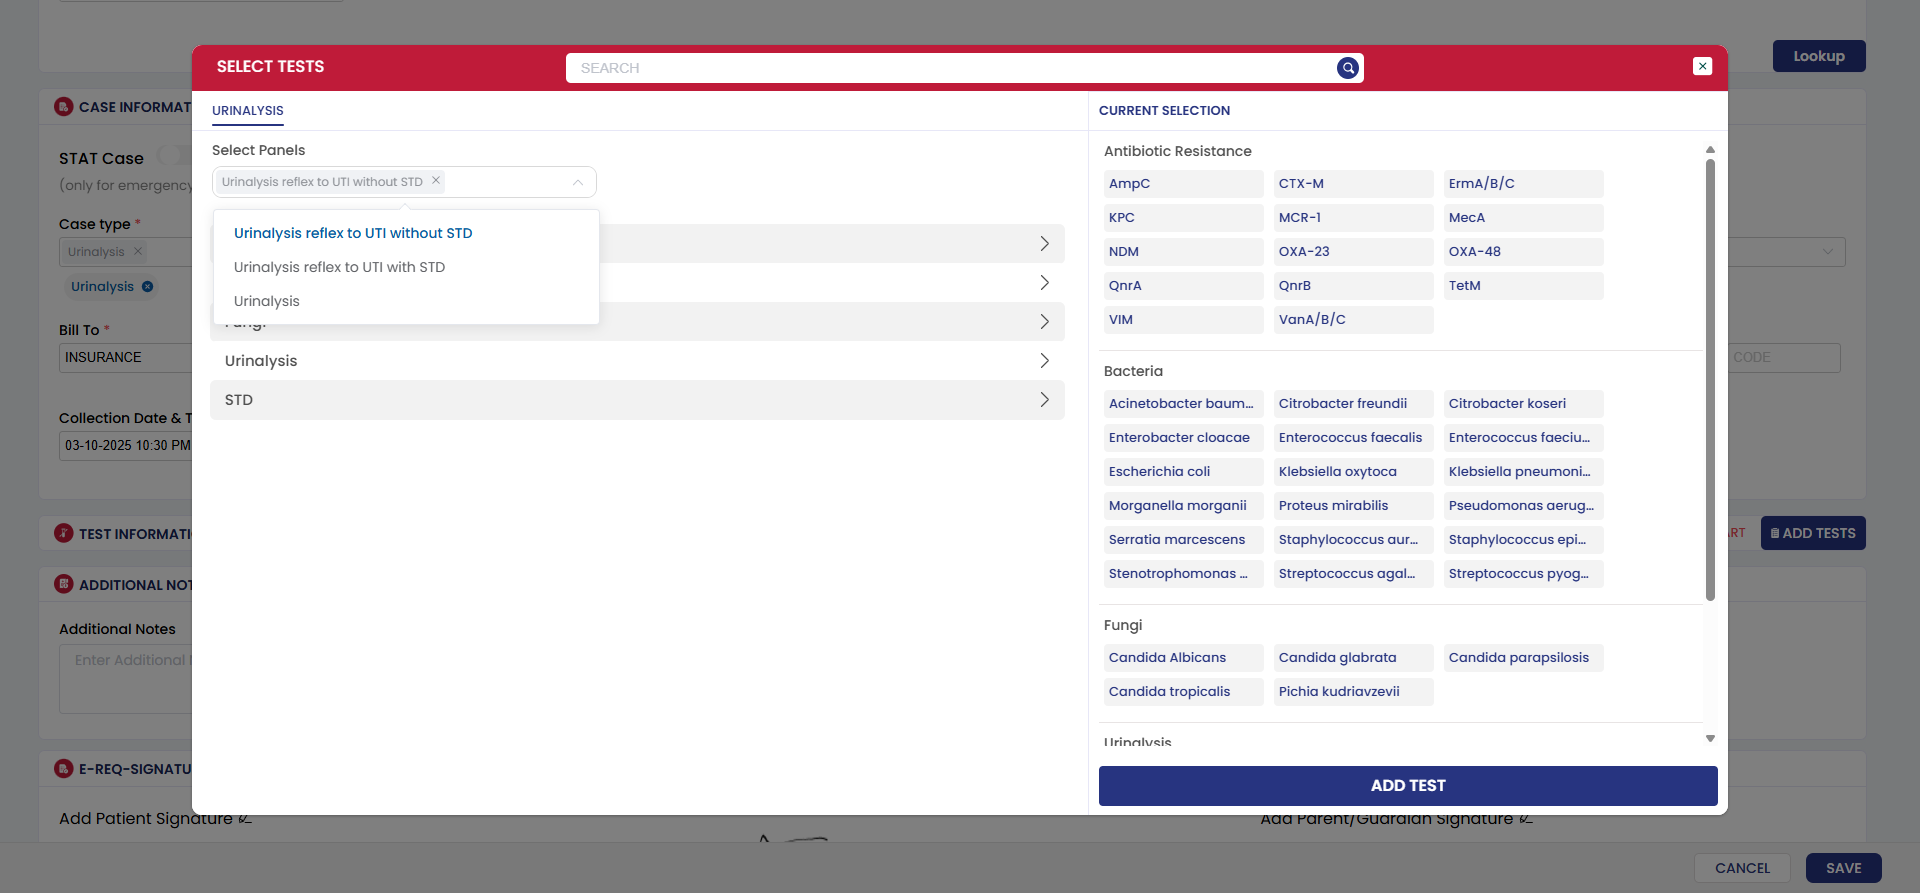 Lookup
SELECT TESTS
SEARCH
CASE INFORMAT
STAT Case
(only for emergency
Case type *
Urinalysis
Urinalysis
Bill To *
INSURANCE
CODE
Collection Date & T
03-10-2025 10:30 PM
TEST INFORMATI
ART
ADD TESTS
ADDITIONAL NOT
Additional Notes
Enter Additional
E-REQ-SIGNATU
Add Patient Signature
Add Parent/Guardian Signature
CANCEL
SAVE
URINALYSIS
Select Panels
Urinalysis reflex to UTI without STD
Urinalysis reflex to UTI without STD
Urinalysis reflex to UTI with STD
Urinalysis
Fungi
Urinalysis
STD
CURRENT SELECTION
Antibiotic Resistance
AmpC CTX-M ErmA/B/C
KPC MCR-1 MecA
NDM OXA-23 OXA-48
QnrA QnrB TetM
VIM VanA/B/C
Bacteria
Acinetobacter baum... Citrobacter freundii Citrobacter koseri
Enterobacter cloacae Enterococcus faecalis Enterococcus faeciu...
Escherichia coli Klebsiella oxytoca Klebsiella pneumoni...
Morganella morganii Proteus mirabilis Pseudomonas aerug...
Serratia marcescens Staphylococcus aur... Staphylococcus epi...
Stenotrophomonas ... Streptococcus agal... Streptococcus pyog...
Fungi
Candida Albicans Candida glabrata Candida parapsilosis
Candida tropicalis Pichia kudriavzevii
Urinalysis
ADD TEST